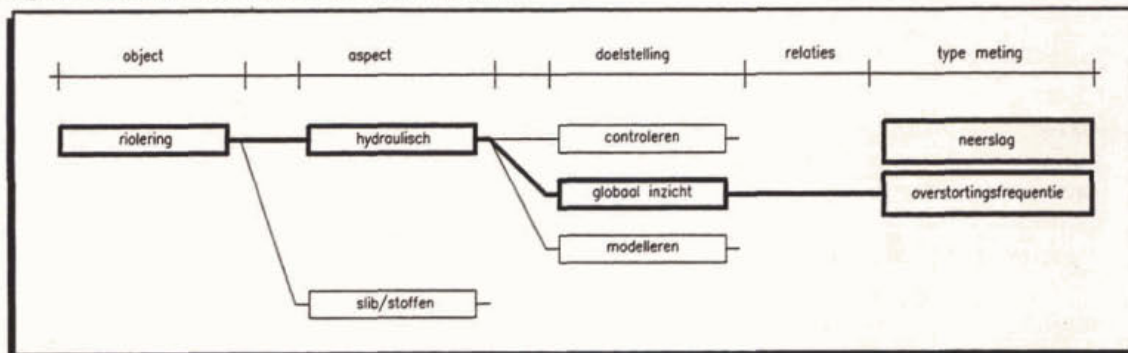 object aspect doelstelling relaties type meting
riolering hydraulisch controleren neerslag
globaal inzicht overstortingsfrequentie
modelleren
slib/stoffen